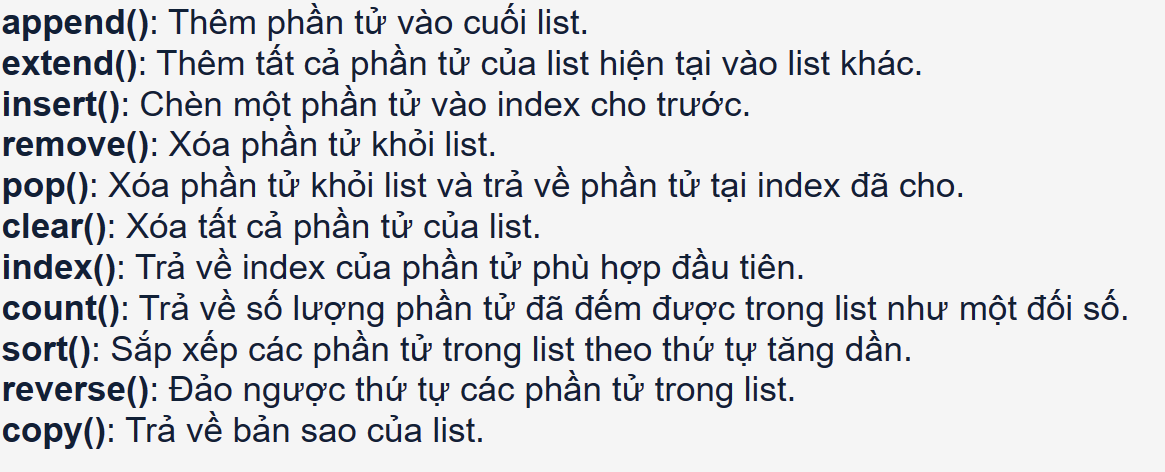 append(): Thêm phần tử vào cuối list.
extend(): Thêm tất cả phần tử của list hiện tại vào list khác.
insert(): Chèn một phần tử vào index cho trước.
remove(): Xóa phần tử khỏi list.
pop(): Xóa phần tử khỏi list và trả về phần tử tại index đã cho.
clear(): Xóa tất cả phần tử của list.
index(): Trả về index của phần tử phù hợp đầu tiên.
count(): Trả về số lượng phần tử đã đếm được trong list như một đối số.
sort(): Sắp xếp các phần tử trong list theo thứ tự tăng dần.
reverse(): Đảo ngược thứ tự các phần tử trong list.
copy(): Trả về bản sao của list.